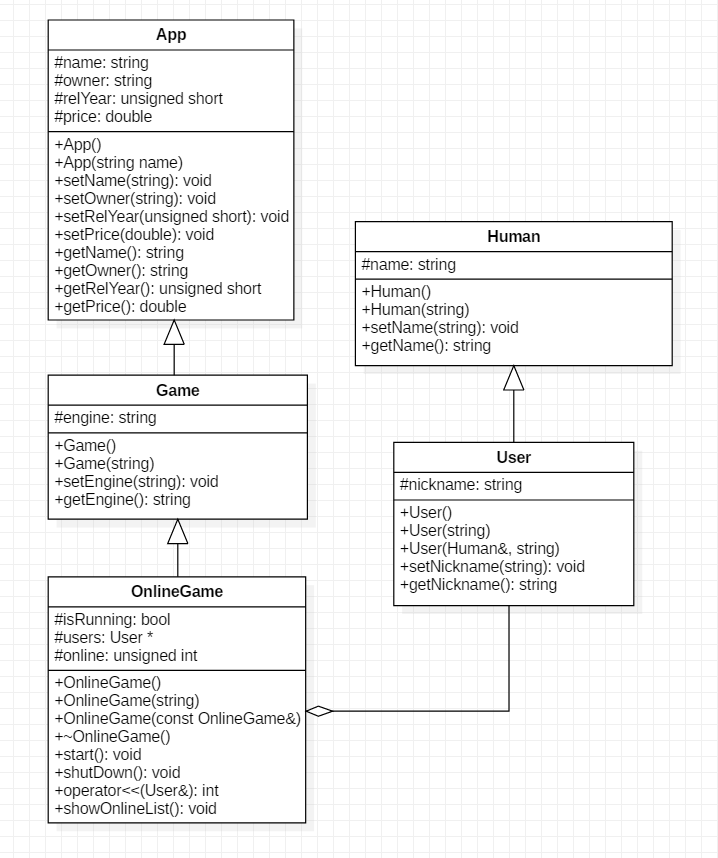 App
#name: string
#owner: string
#relYear: unsigned short
#price: double
+App()
+App(string name)
+setName(string): void
+setOwner(string): void
+setRelYear(unsigned short): void
+setPrice(double): void
+getName(): string
+getOwner(): string
+getRelYear(): unsigned short
+getPrice(): double
Human
#name: string
+Human()
+Human(string)
+setName(string): void
+getName(): string
Game
#engine: string
+Game()
+Game(string)
+setEngine(string): void
+getEngine(): string
User
#nickname: string
+User()
+User(string)
+User(Human&, string)
+setNickname(string): void
+getNickname(): string
OnlineGame
#isRunning: bool
#users: User *
#online: unsigned int
+OnlineGame()
+OnlineGame(string)
+OnlineGame(const OnlineGame&)
+~OnlineGame()
+start(): void
+shutDown(): void
+operator<<(User&): int
+showOnlineList(): void